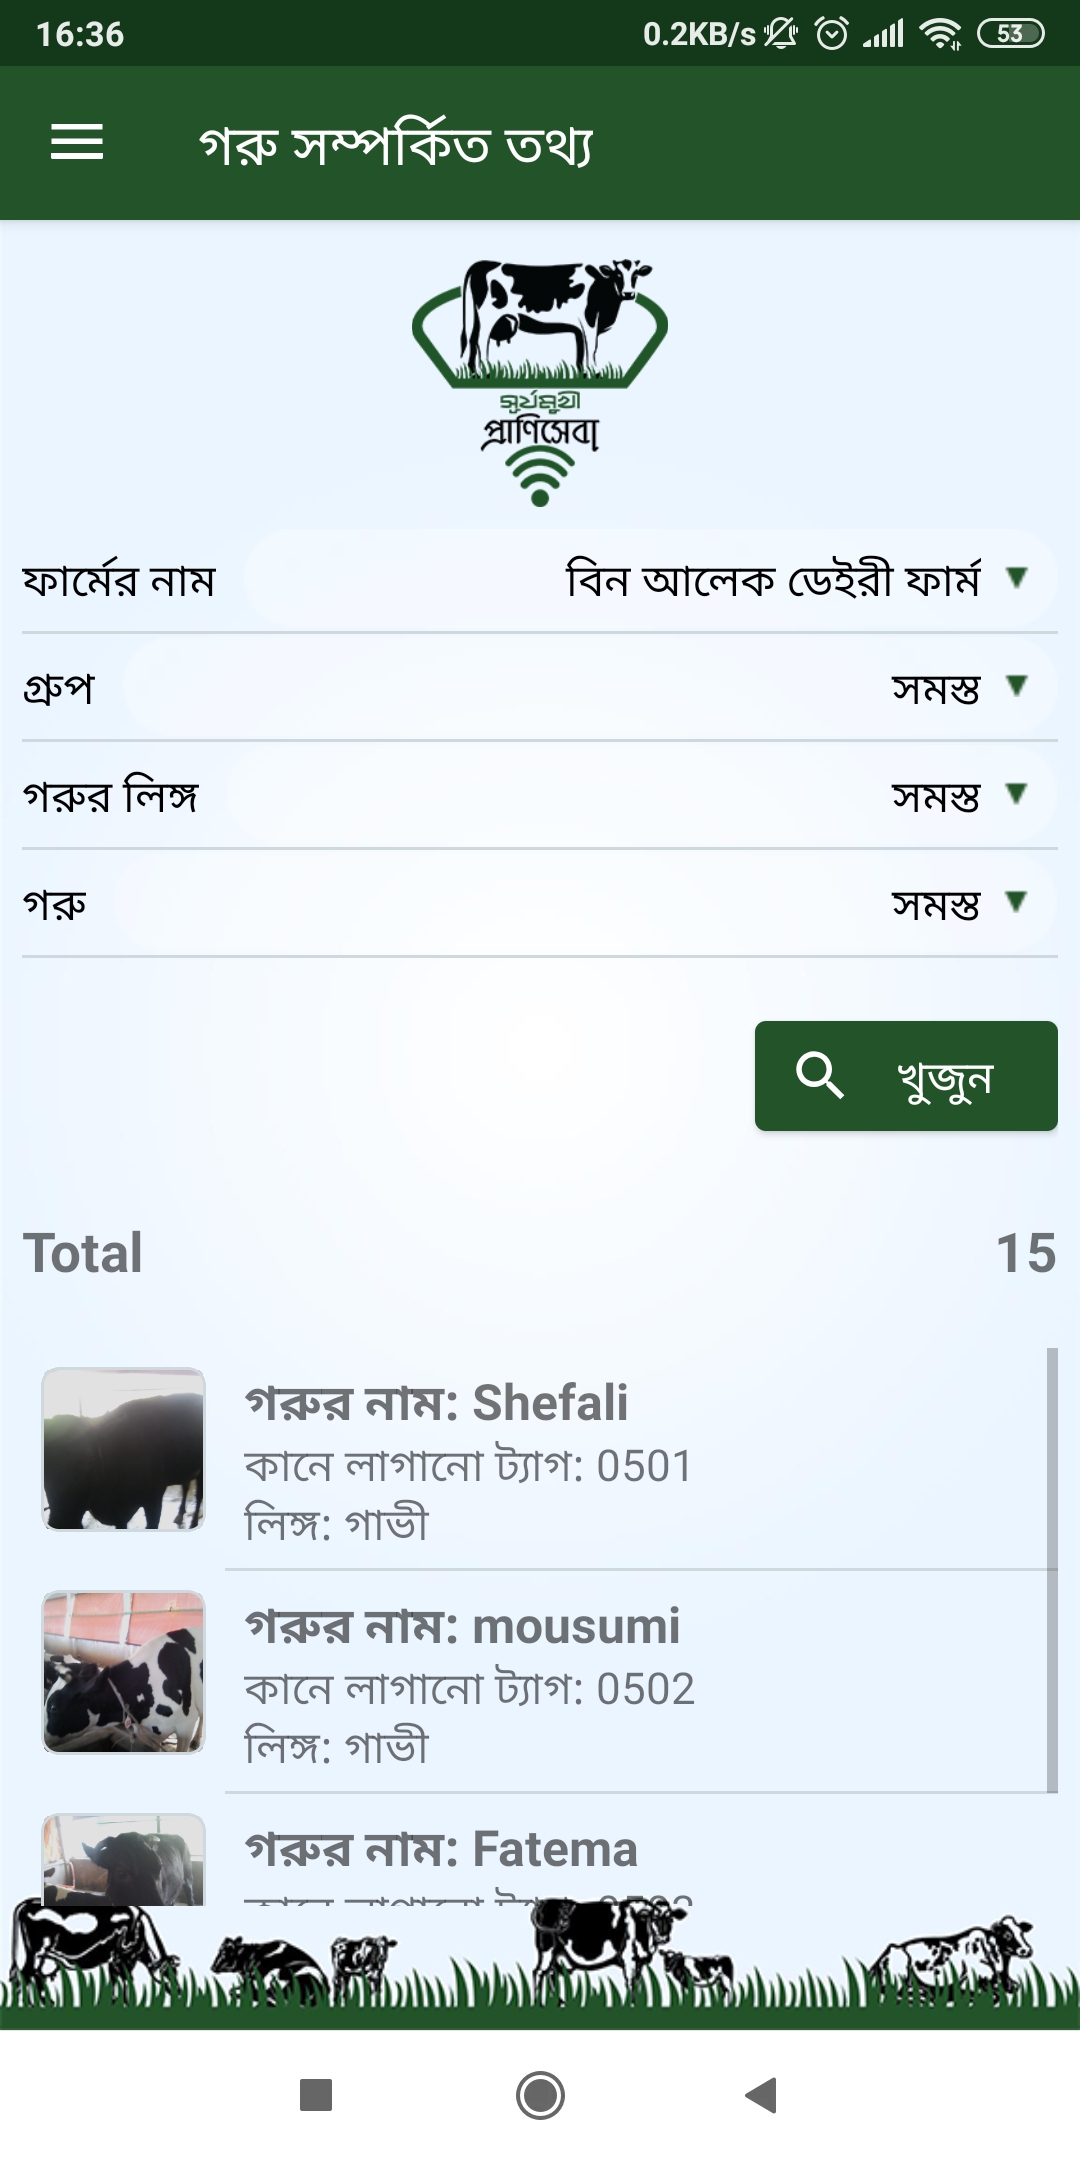 16:36 0.2KB/s 53
গরু সম্পর্কিত তথ্য
সূর্যমুখী
প্রাণিসেবা
ফার্মের নাম বিন আলেক ডেইরী ফার্ম
গ্রুপ সমস্ত
গরুর লিঙ্গ সমস্ত
গরু সমস্ত
খুজুন
Total 15
গরুর নাম: Shefali
কানে লাগানো ট্যাগ: 0501
লিঙ্গ: গাভী
গরুর নাম: mousumi
কানে লাগানো ট্যাগ: 0502
লিঙ্গ: গাভী
গরুর নাম: Fatema